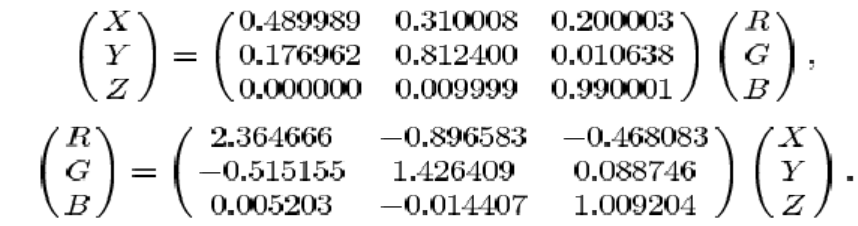 X 0.489989 0.310008 0.200003 R
Y = 0.176962 0.812400 0.010638 G ,
Z 0.000000 0.009999 0.990001 B
R 2.364666 −0.896583 −0.468083 X
G = −0.515155 1.426409 0.088746 Y .
B 0.005203 −0.014407 1.009204 Z